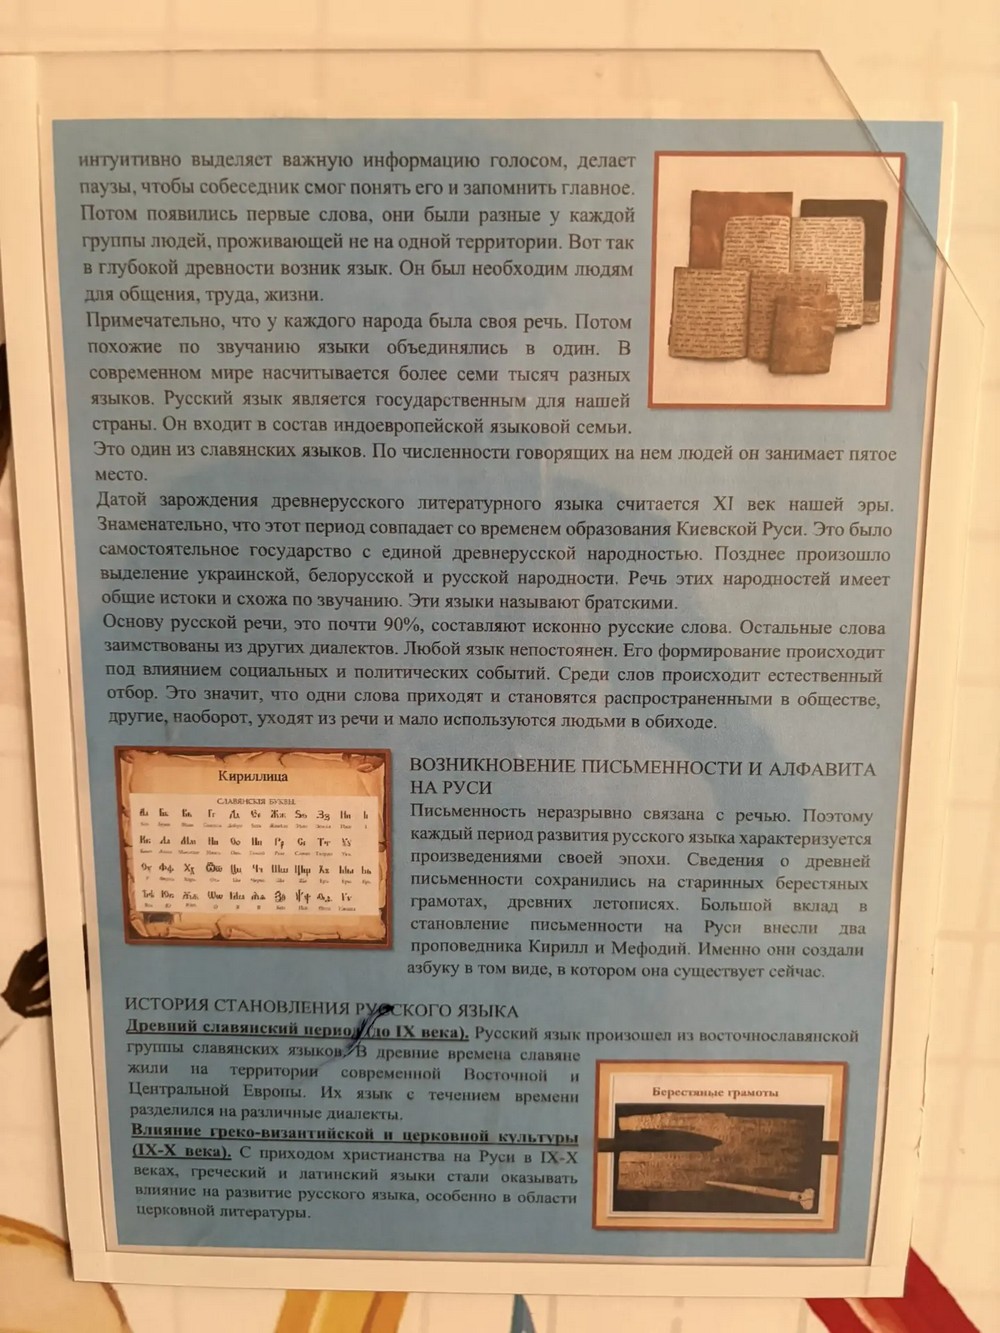 интуитивно выделяет важную информацию голосом, делает
паузы, чтобы собеседник смог понять его и запомнить главное.
Потом появились первые слова, они были разные у каждой
группы людей, проживающей не на одной территории. Вот так
в глубокой древности возник язык. Он был необходим людям
для общения, труда, жизни.
Примечательно, что у каждого народа была своя речь. Потом
похожие по звучанию языки объединялись в один. В
современном мире насчитывается более семи тысяч разных
языков. Русский язык является государственным для нашей
страны. Он входит в состав индоевропейской языковой семьи.
Это один из славянских языков. По численности говорящих на нем людей он занимает пятое
место.
Датой зарождения древнерусского литературного языка считается XI век нашей эры.
Знаменательно, что этот период совпадает со временем образования Киевской Руси. Это было
самостоятельное государство с единой древнерусской народностью. Позднее произошло
выделение украинской, белорусской и русской народности. Речь этих народностей имеет
общие истоки и схожа по звучанию. Эти языки называют братскими.
Основу русской речи, это почти 90%, составляют исконно русские слова. Остальные слова
заимствованы из других диалектов. Любой язык непостоянен. Его формирование происходит
под влиянием социальных и политических событий. Среди слов происходит естественный
отбор. Это значит, что одни слова приходят и становятся распространенными в обществе,
другие, наоборот, уходят из речи и мало используются людьми в обиходе.
Кириллица
СЛАВЯНСКИЯ БУКВЫ.
ВОЗНИКНОВЕНИЕ ПИСЬМЕННОСТИ И АЛФАВИТА
НА РУСИ
Письменность неразрывно связана с речью. Поэтому
каждый период развития русского языка характеризуется
произведениями своей эпохи. Сведения о древней
письменности сохранились на старинных берестяных
грамотах, древних летописях. Большой вклад в
становление письменности на Руси внесли два
проповедника Кирилл и Мефодий. Именно они создали
азбуку в том виде, в котором она существует сейчас.
ИСТОРИЯ СТАНОВЛЕНИЯ РУССКОГО ЯЗЫКА
Древний славянский период (до IX века). Русский язык произошел из восточнославянской
группы славянских языков. В древние времена славяне
жили на территории современной Восточной и
Центральной Европы. Их язык с течением времени
разделился на различные диалекты.
Влияние греко-византийской и церковной культуры
(IX-X века). С приходом христианства на Руси в IX-X
веках, греческий и латинский языки стали оказывать
влияние на развитие русского языка, особенно в области
церковной литературы.
Берестяные грамоты